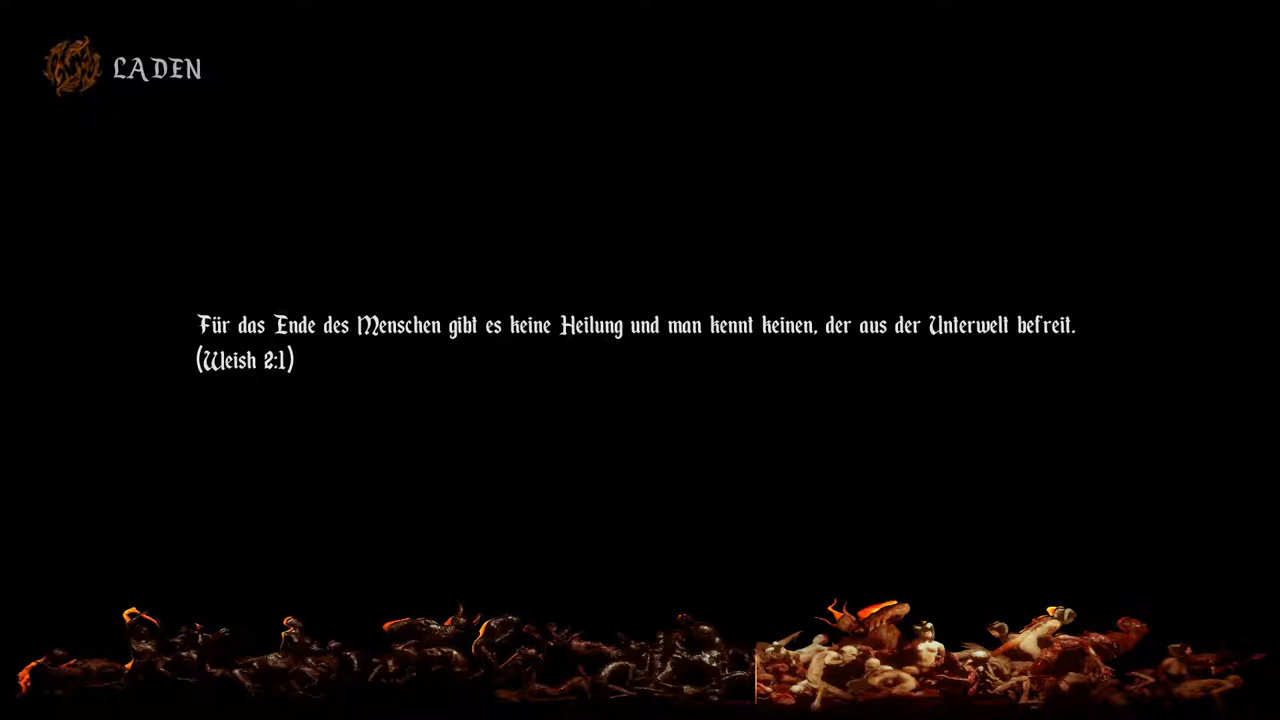 LADEN
Für das Ende des Menschen gibt es keine Heilung und man kennt keinen, der aus der Unterwelt befreit.
(Weish 2:1)